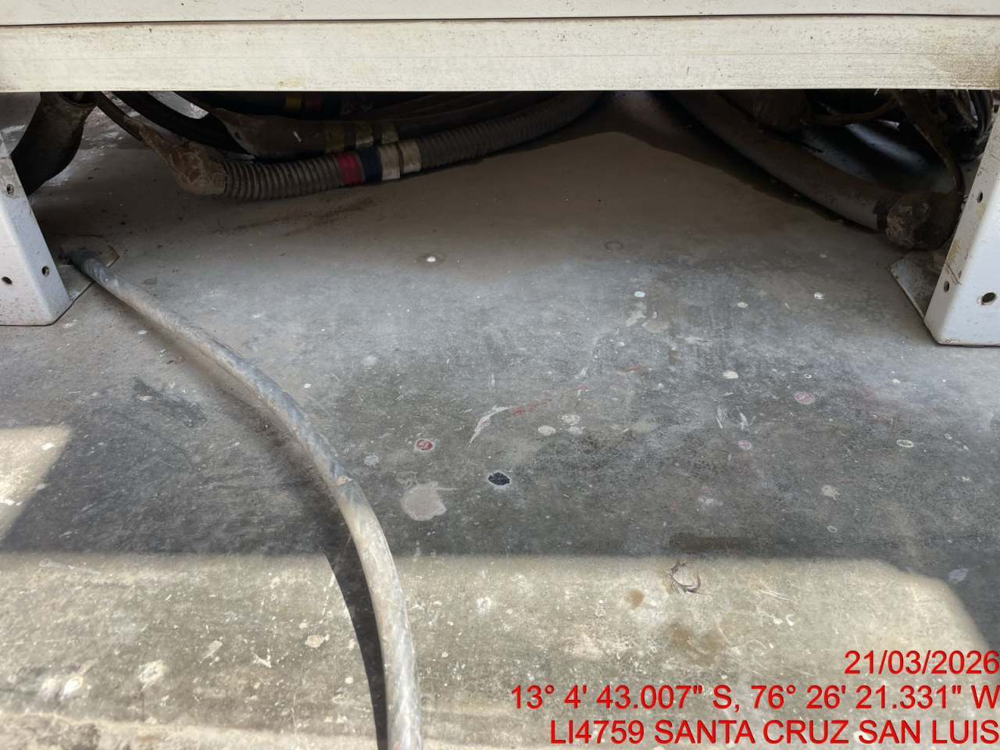 21/03/2026
13° 4' 43.007" S, 76° 26' 21.331" W
LI4759 SANTA CRUZ SAN LUIS